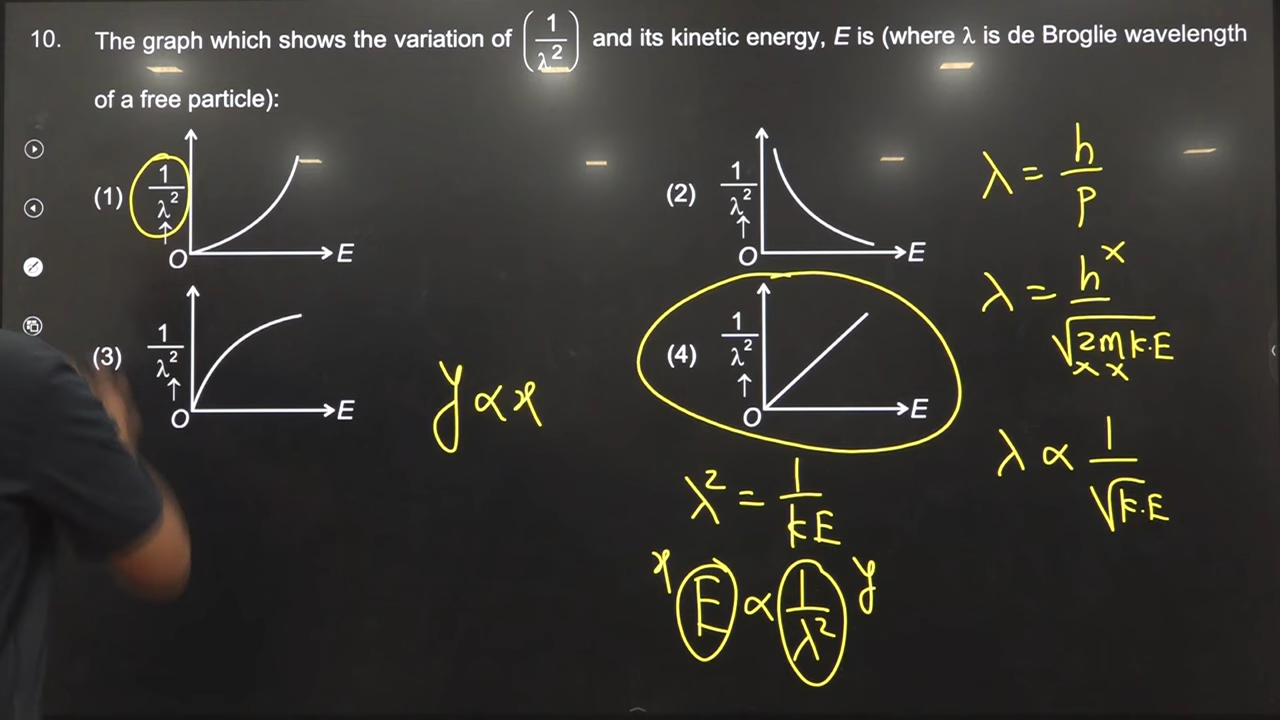 10. The graph which shows the variation of (1/λ²) and its kinetic energy, E is (where λ is de Broglie wavelength
of a free particle):
(1) 1/λ² ↑ O → E
(2) 1/λ² ↑ O → E
(3) 1/λ² ↑ O → E
(4) 1/λ² ↑ O → E
y ∝ x
λ² = 1/KE
x E ∝ 1/λ² y
λ = h/p
λ = h x/√2mK.E x x
λ ∝ 1/√K.E